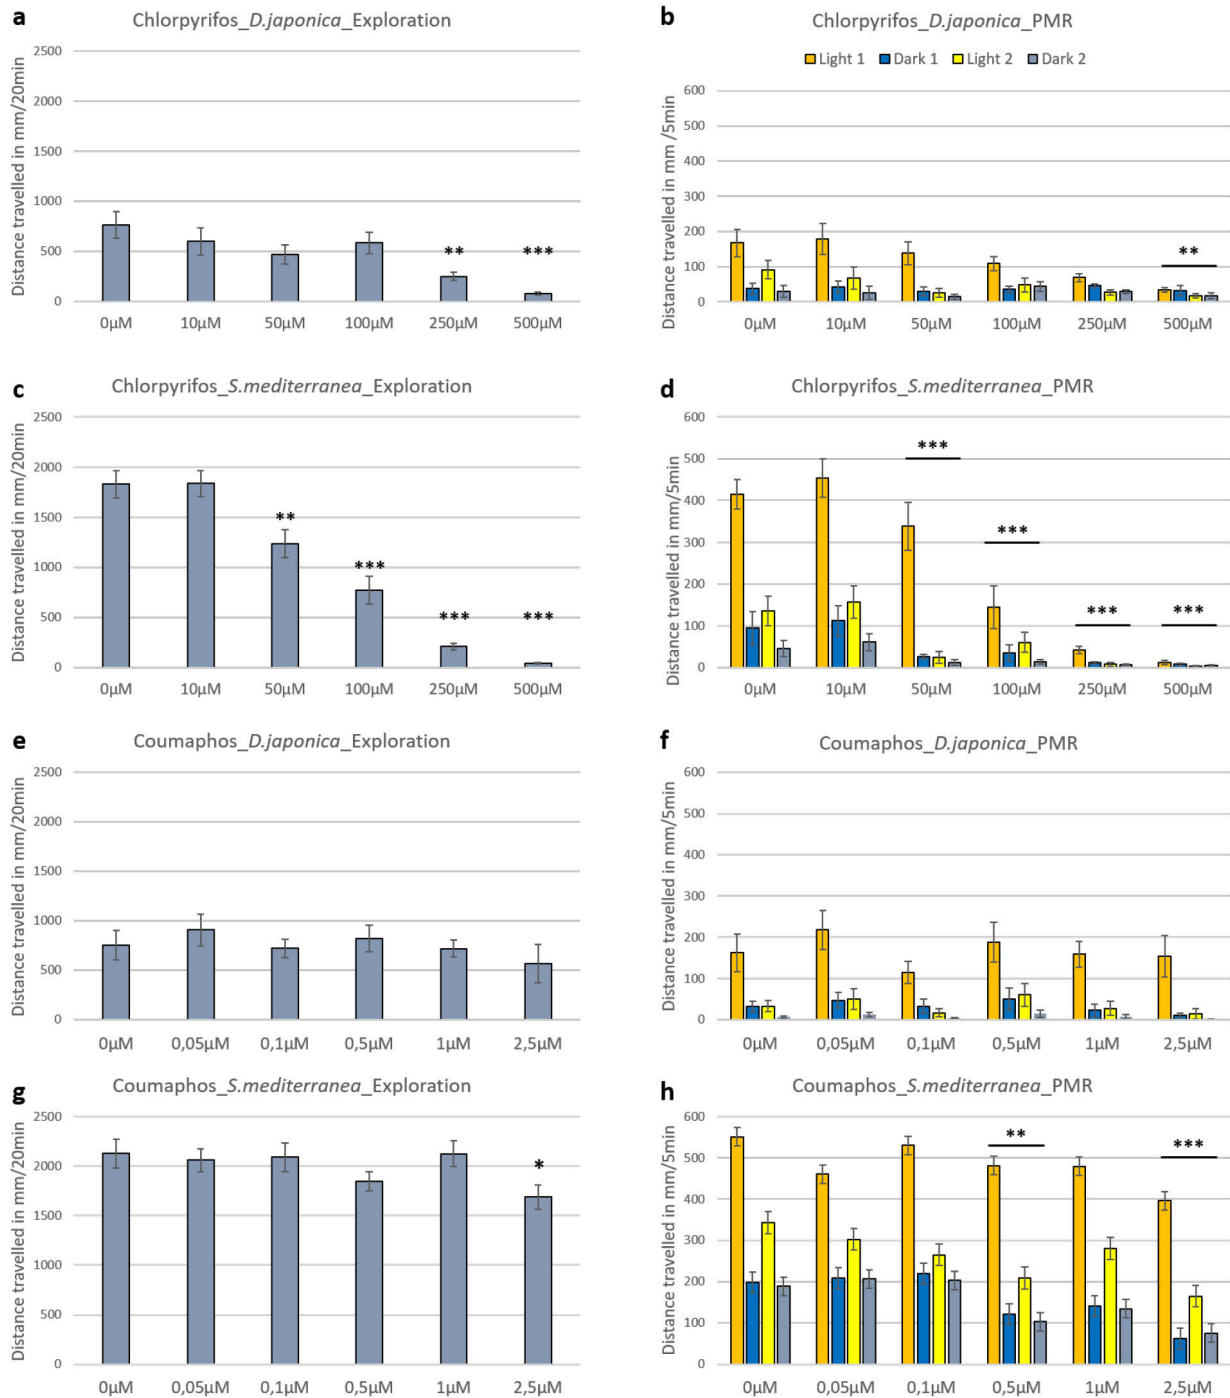 a
Chlorpyrifos_D.japonica_Exploration
Distance travelled in mm/20min
2500
2000
1500
1000
500
0
** ***
0µM 10µM 50µM 100µM 250µM 500µM
b
Chlorpyrifos_D.japonica_PMR
Light 1 Dark 1 Light 2 Dark 2
Distance travelled in mm /5min
600
500
400
300
200
100
0
**
0µM 10µM 50µM 100µM 250µM 500µM
c
Chlorpyrifos_S.mediterranea_Exploration
Distance travelled in mm/20min
2500
2000
1500
1000
500
0
** *** *** ***
0µM 10µM 50µM 100µM 250µM 500µM
d
Chlorpyrifos_S.mediterranea_PMR
Distance travelled in mm/5min
600
500
400
300
200
100
0
*** *** *** ***
0µM 10µM 50µM 100µM 250µM 500µM
e
Coumaphos_D.japonica_Exploration
Distance travelled in mm/20min
2500
2000
1500
1000
500
0
0µM 0,05µM 0,1µM 0,5µM 1µM 2,5µM
f
Coumaphos_D.japonica_PMR
Distance travelled in mm/5min
600
500
400
300
200
100
0
0µM 0,05µM 0,1µM 0,5µM 1µM 2,5µM
g
Coumaphos_S.mediterranea_Exploration
Distance travelled in mm/20min
2500
2000
1500
1000
500
0
*
0µM 0,05µM 0,1µM 0,5µM 1µM 2,5µM
h
Coumaphos_S.mediterranea_PMR
Distance travelled in mm/5min
600
500
400
300
200
100
0
** ***
0µM 0,05µM 0,1µM 0,5µM 1µM 2,5µM